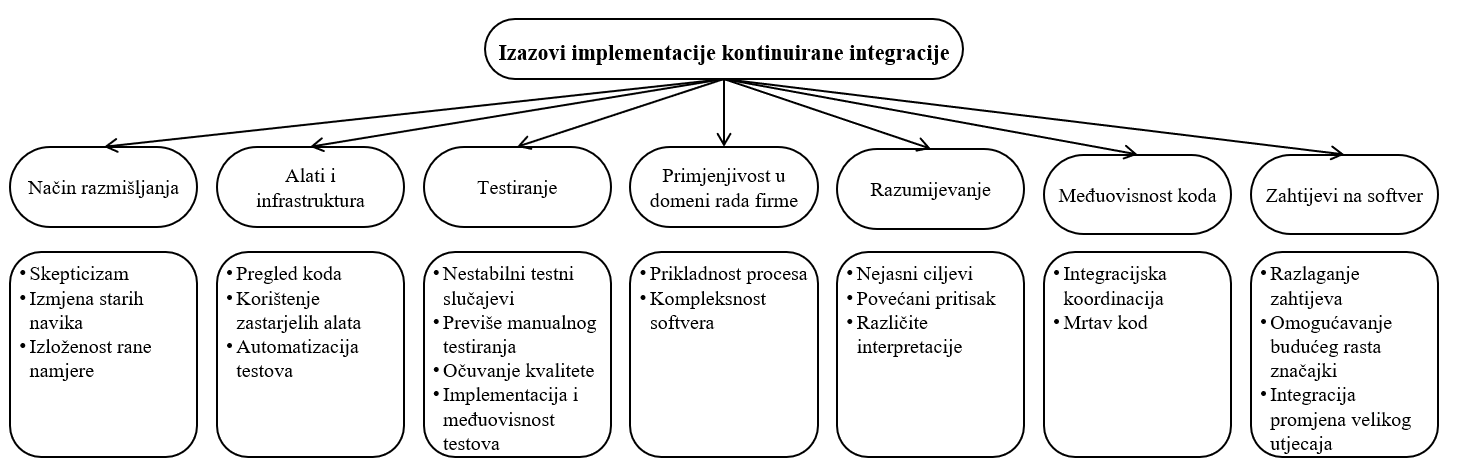 Izazovi implementacije kontinuirane integracije
Način razmišljanja
Alati i
infrastruktura
Testiranje
Primjenjivost u
domeni rada firme
Razumijevanje
Međuovisnost koda
Zahtijevi na softver
• Skepticizam
• Izmjena starih
navika
• Izloženost rane
namjere
• Pregled koda
• Korištenje
zastarjelih alata
• Automatizacija
testova
• Nestabilni testni
slučajevi
• Previše manualnog
testiranja
• Očuvanje kvalitete
• Implementacija i
međuovisnost
testova
• Prikladnost procesa
• Kompleksnost
softvera
• Nejasni ciljevi
• Povećani pritisak
• Različite
interpretacije
• Integracijska
koordinacija
• Mrtav kod
• Razlaganje
zahtijeva
• Omogućavanje
budućeg rasta
značajki
• Integracija
promjena velikog
utjecaja